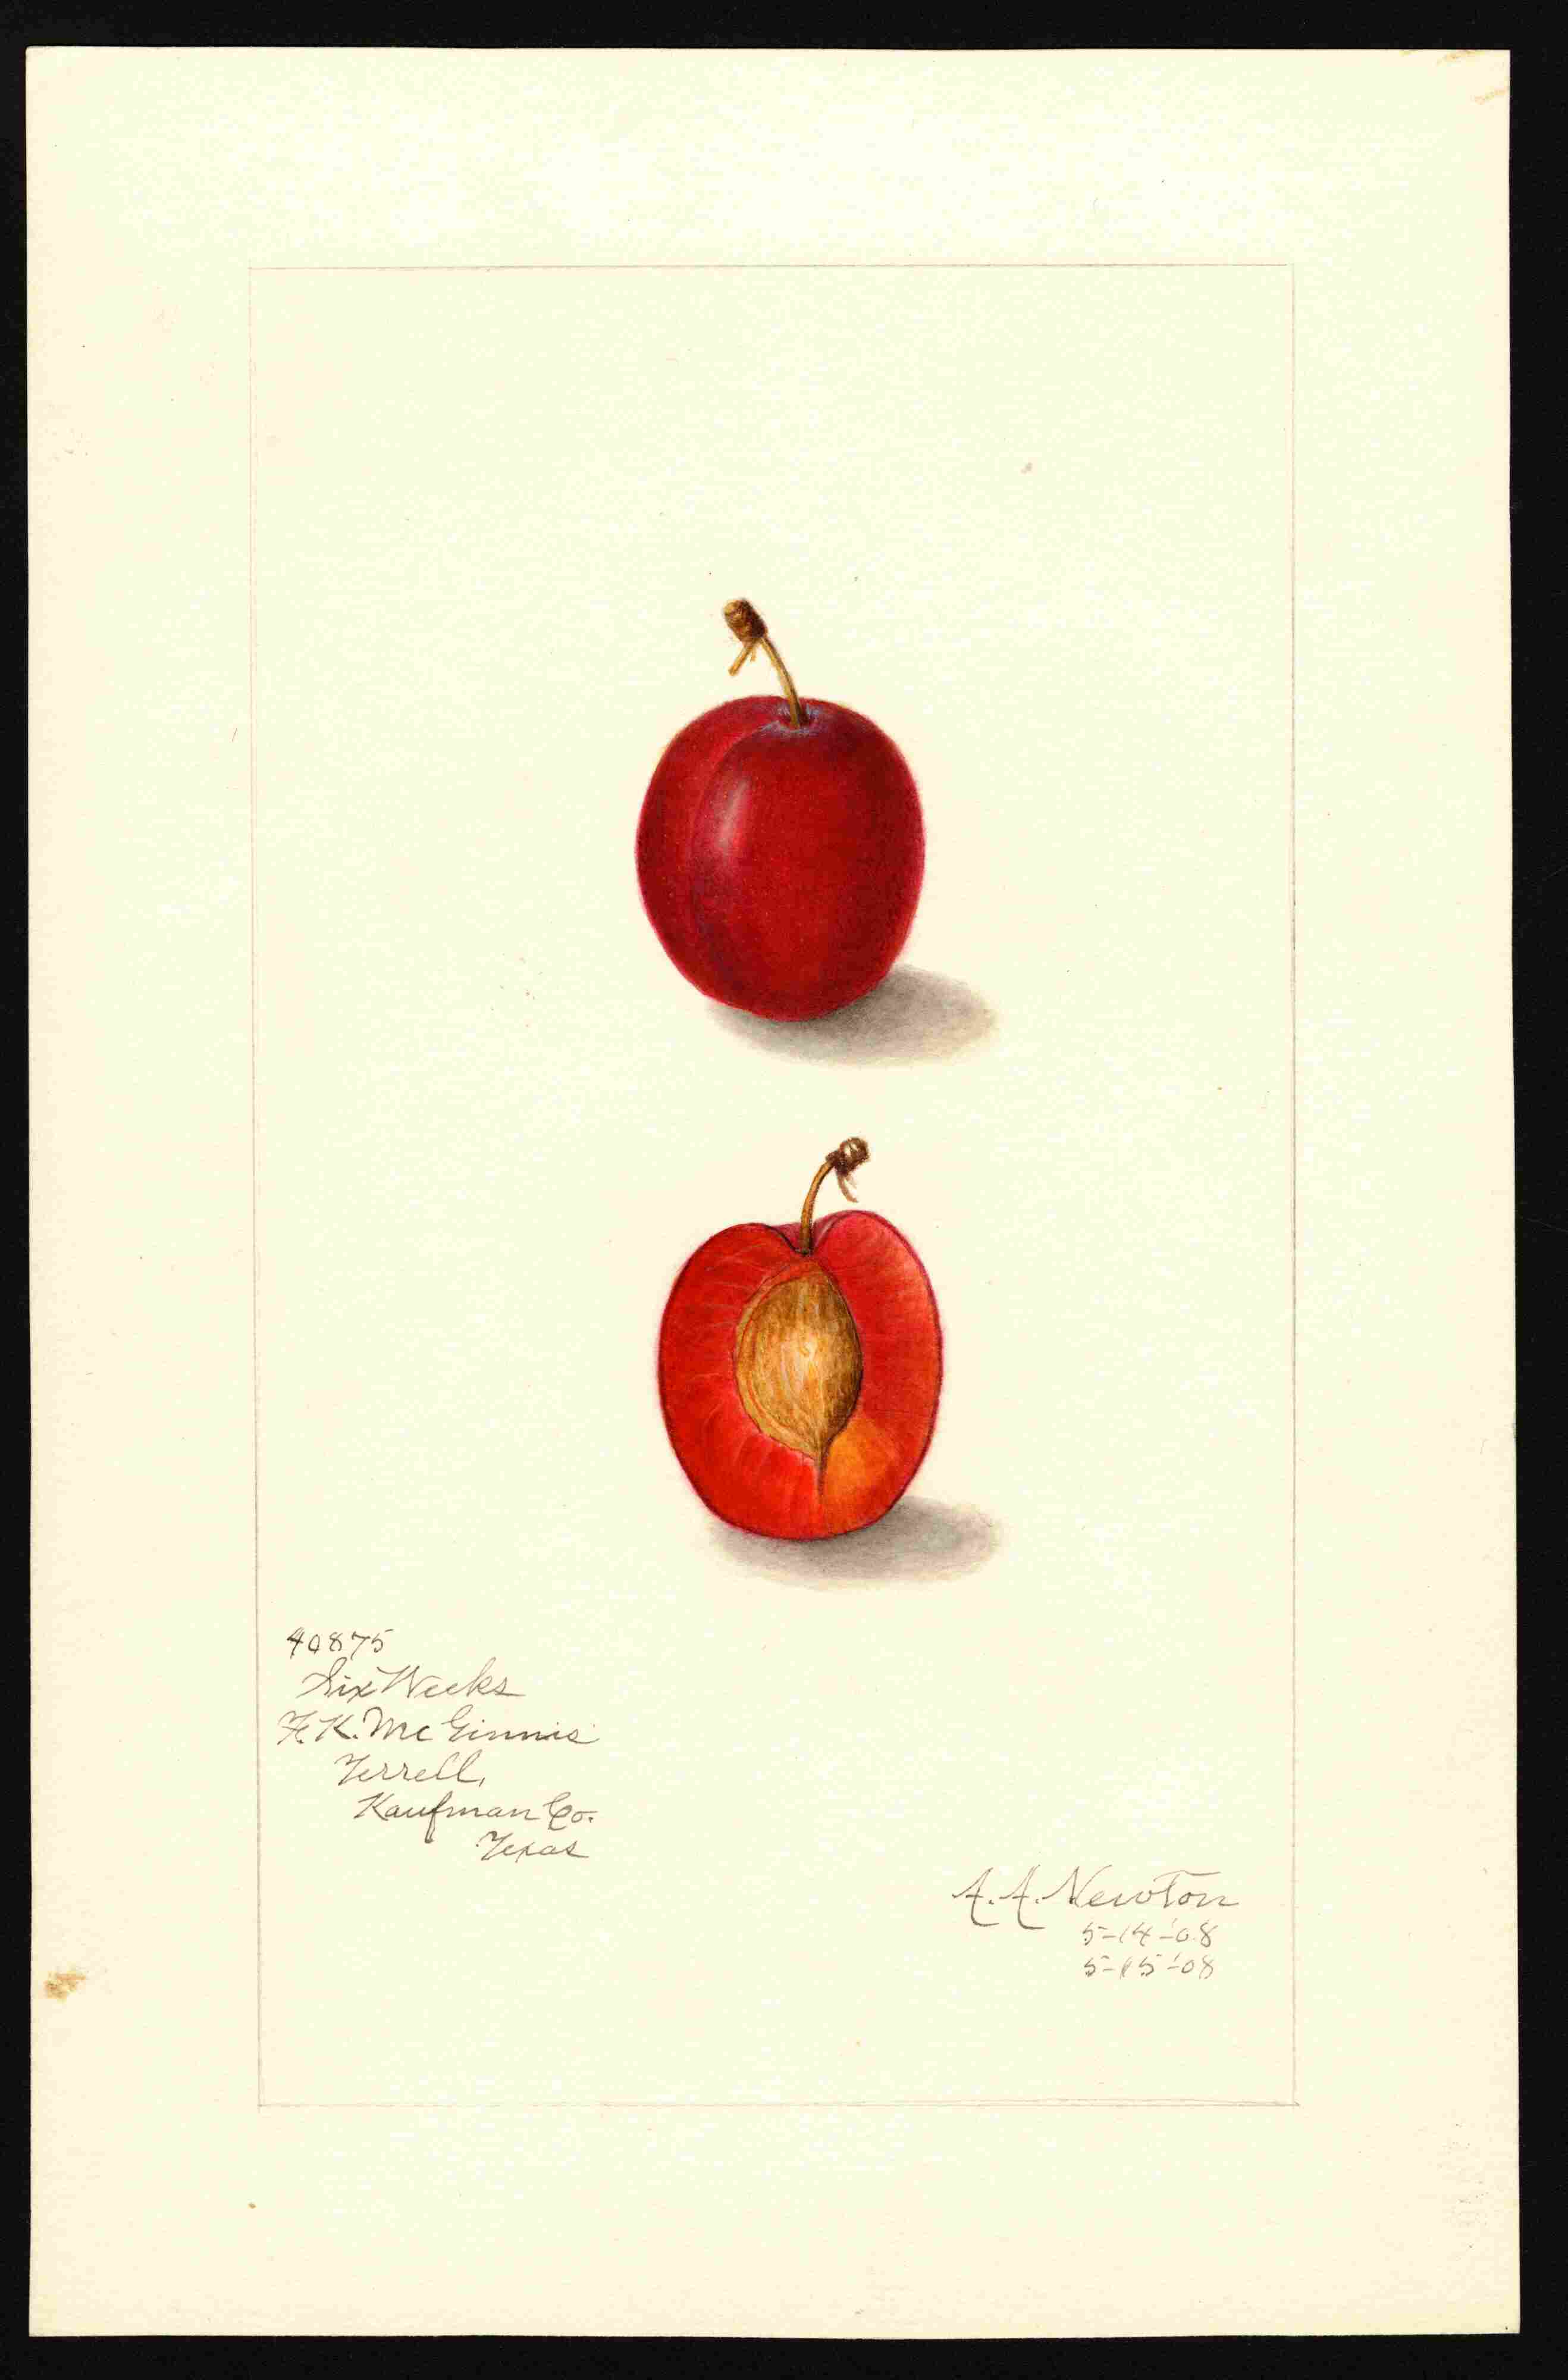 40875
Six Weeks
F. K. McGinnis
Terrell,
Kaufman Co.
Texas
A. A. Newton
5-14-'08
5-15-'08